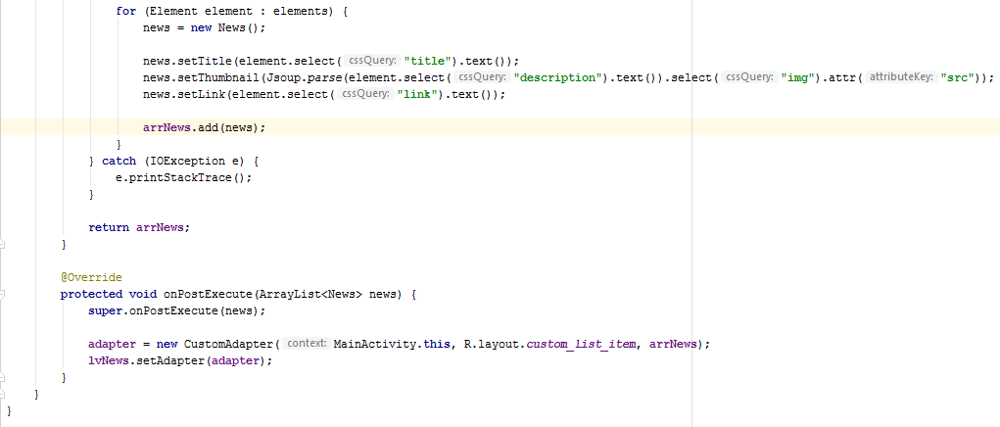 for (Element element : elements) {
news = new News();
news.setTitle(element.select( cssQuery: "title").text());
news.setThumbnail(Jsoup.parse(element.select( cssQuery: "description").text()).select( cssQuery: "img").attr( attributeKey: "src"));
news.setLink(element.select( cssQuery: "link").text());
arrNews.add(news);
}
} catch (IOException e) {
e.printStackTrace();
}
return arrNews;
}
@Override
protected void onPostExecute(ArrayList<News> news) {
super.onPostExecute(news);
adapter = new CustomAdapter( context: MainActivity.this, R.layout.custom_list_item, arrNews);
lvNews.setAdapter(adapter);
}
}
}